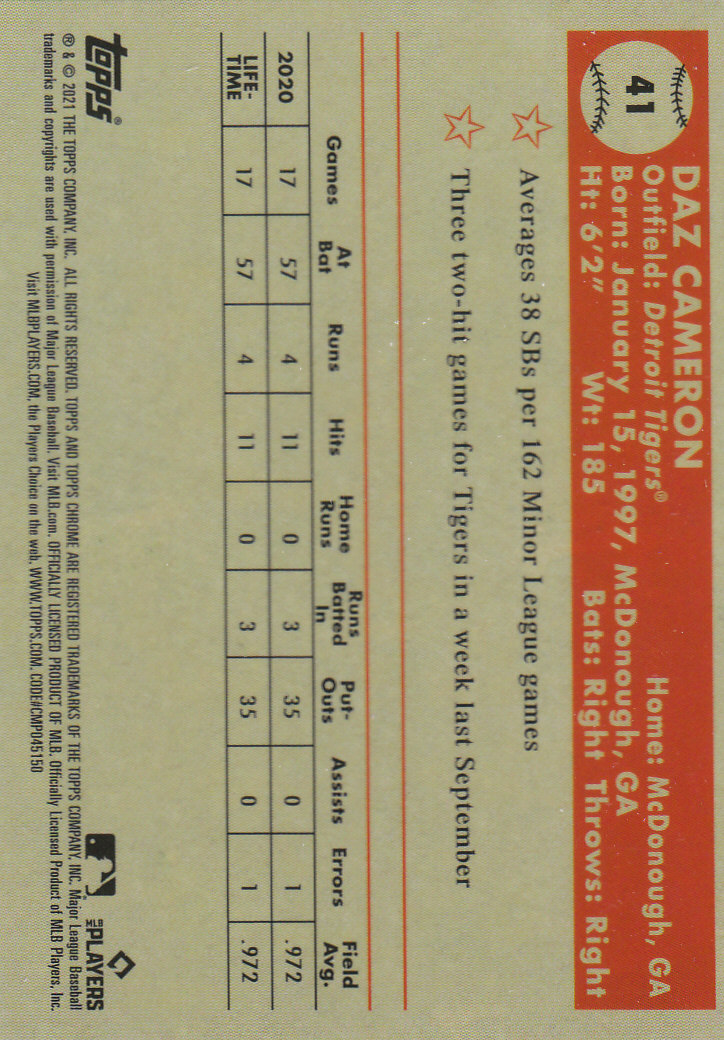 41
DAZ CAMERON
Outfield: Detroit Tigers® Home: McDonough, GA
Born: January 15, 1997, McDonough, GA
Ht: 6'2" Wt: 185 Bats: Right Throws: Right
Averages 38 SBs per 162 Minor League games
Three two-hit games for Tigers in a week last September
Games At Bat Runs Hits Home Runs Runs Batted In Put-Outs Assists Errors Field Avg.
2020 17 57 4 11 0 3 35 0 1 .972
LIFE-TIME 17 57 4 11 0 3 35 0 1 .972
topps®
MLB PLAYERS
® & © 2021 THE TOPPS COMPANY, INC. ALL RIGHTS RESERVED. TOPPS AND TOPPS CHROME ARE REGISTERED TRADEMARKS OF THE TOPPS COMPANY, INC. Major League Baseball
trademarks and copyrights are used with permission of Major League Baseball. Visit MLB.com. OFFICIALLY LICENSED PRODUCT OF MLB. Officially Licensed Product of MLB Players, Inc.
Visit MLBPLAYERS.COM, the Players Choice on the web. WWW.TOPPS.COM. CODE#CMP045150